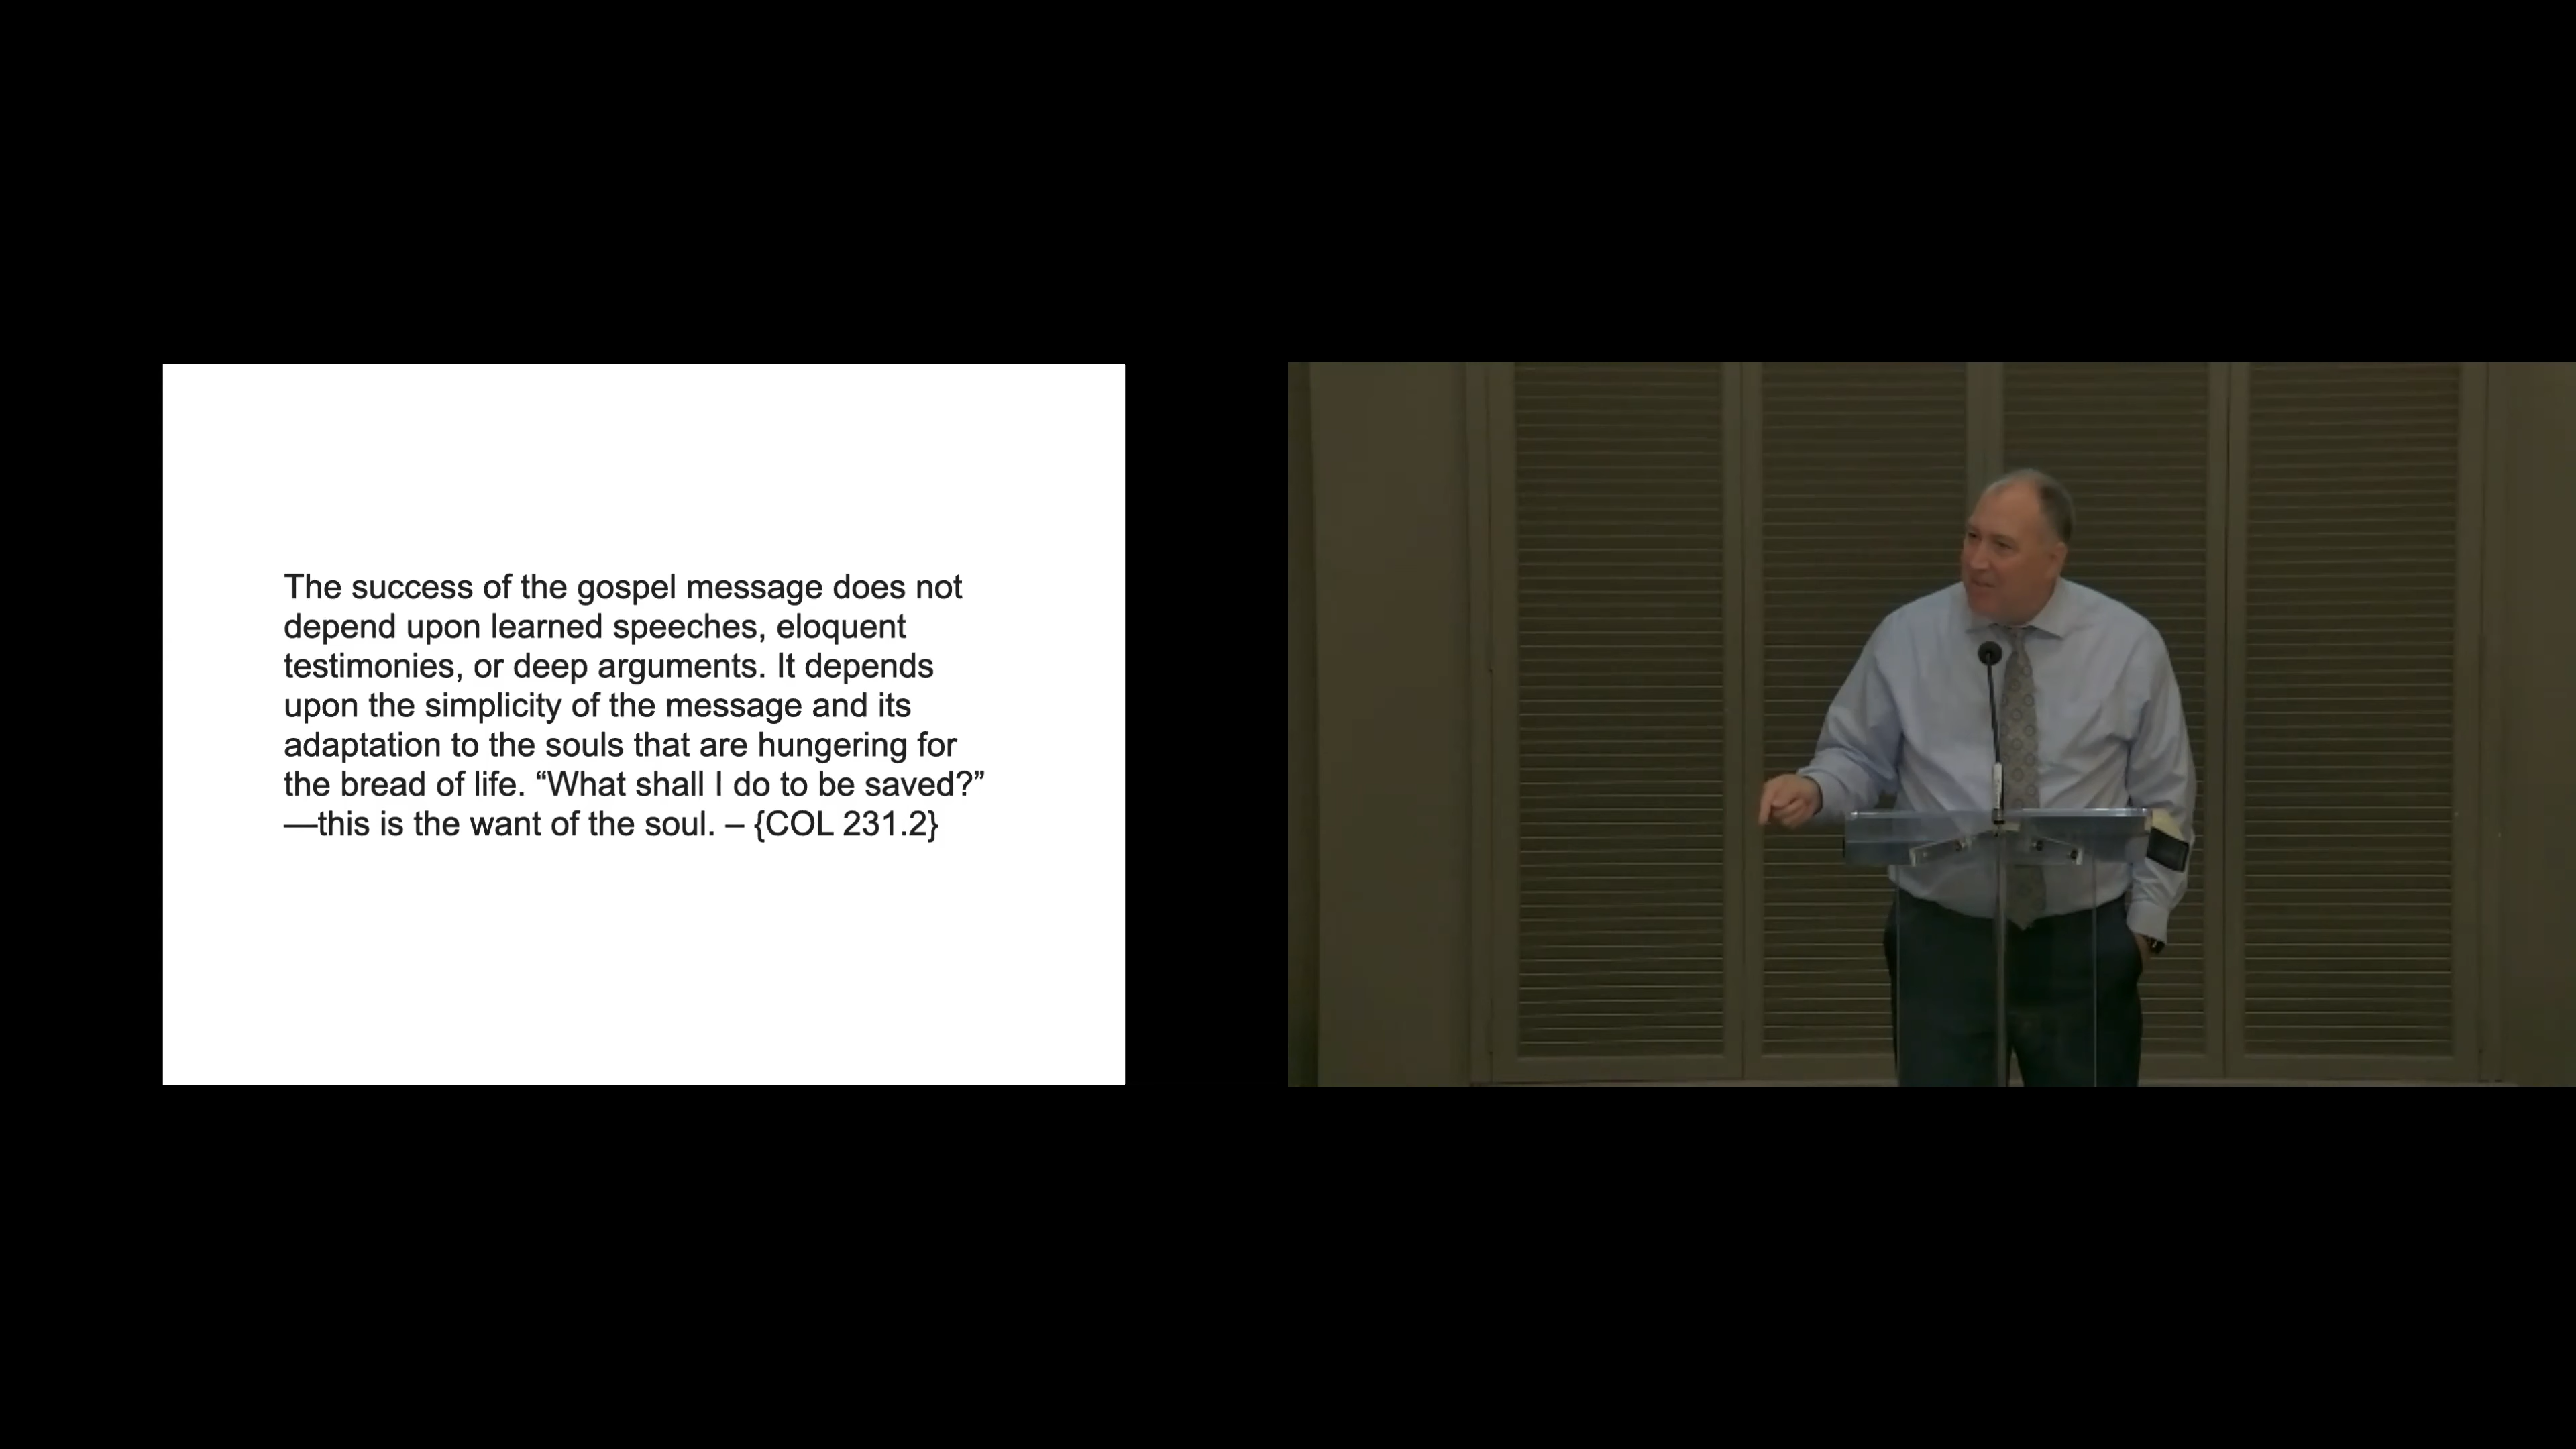 The success of the gospel message does not
depend upon learned speeches, eloquent
testimonies, or deep arguments. It depends
upon the simplicity of the message and its
adaptation to the souls that are hungering for
the bread of life. “What shall I do to be saved?”
—this is the want of the soul. – {COL 231.2}